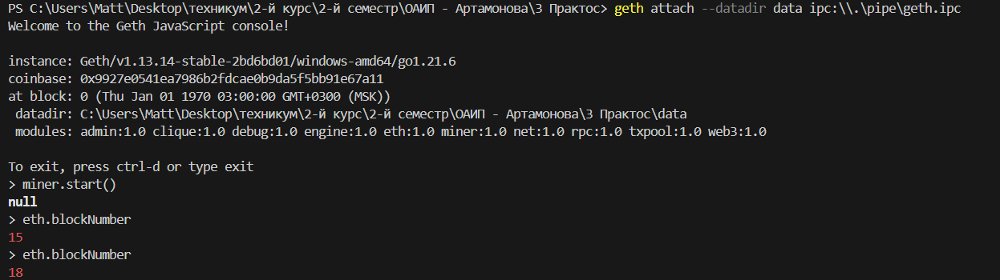 PS C:\Users\Matt\Desktop\техникум\2-й курс\2-й семестр\ОАИП - Артамонова\3 Практос> geth attach --datadir data ipc:\\.\pipe\geth.ipc
Welcome to the Geth JavaScript console!
instance: Geth/v1.13.14-stable-2bd6bd01/windows-amd64/go1.21.6
coinbase: 0x9927e0541ea7986b2fdcae0b9da5f5bb91e67a11
at block: 0 (Thu Jan 01 1970 03:00:00 GMT+0300 (MSK))
 datadir: C:\Users\Matt\Desktop\техникум\2-й курс\2-й семестр\ОАИП - Артамонова\3 Практос\data
 modules: admin:1.0 clique:1.0 debug:1.0 engine:1.0 eth:1.0 miner:1.0 net:1.0 rpc:1.0 txpool:1.0 web3:1.0
To exit, press ctrl-d or type exit
> miner.start()
null
> eth.blockNumber
15
> eth.blockNumber
18